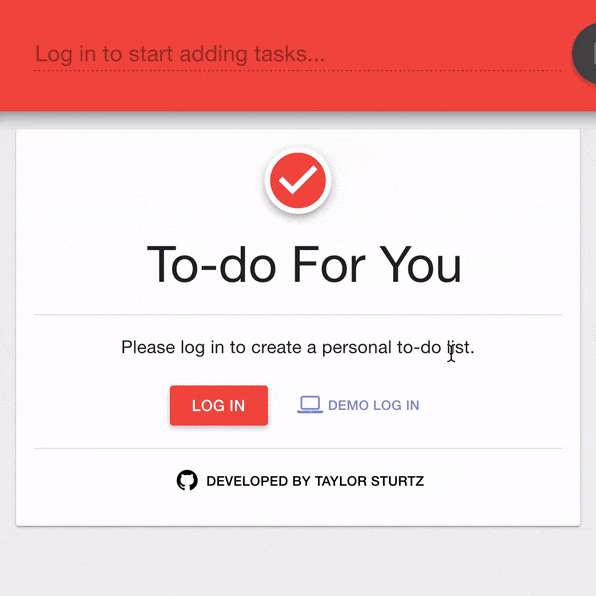 Log in to start adding tasks...
To-do For You
Please log in to create a personal to-do list.
LOG IN
DEMO LOG IN
DEVELOPED BY TAYLOR STURTZ